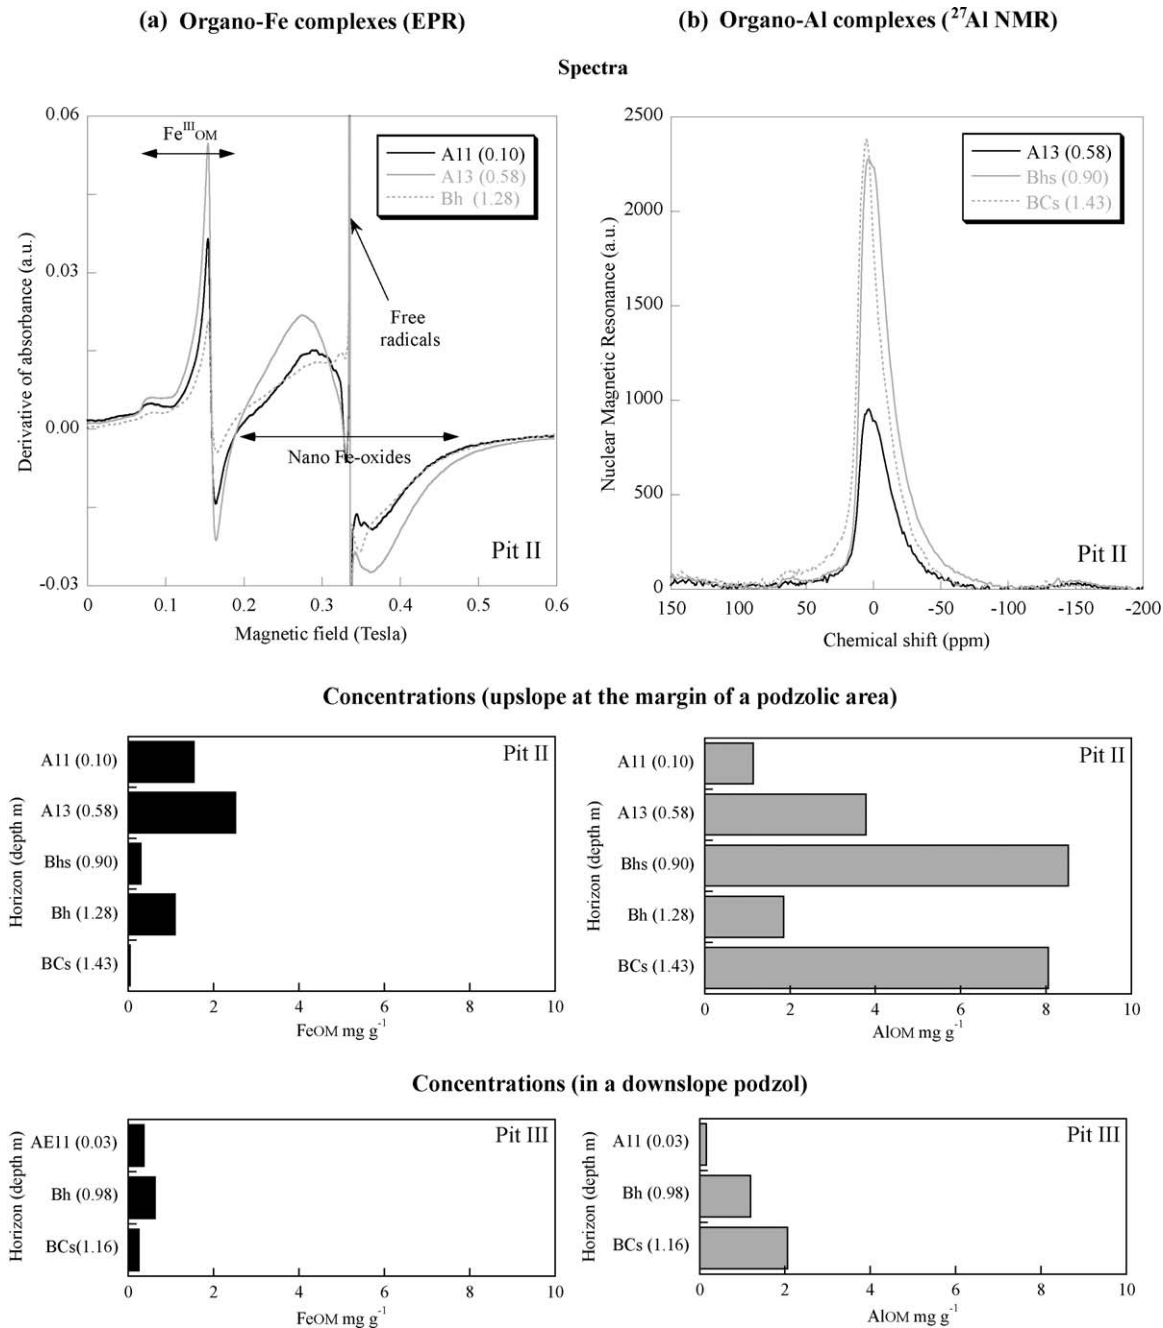 (a) Organo-Fe complexes (EPR)
(b) Organo-Al complexes (²⁷Al NMR)
Spectra
0.06
0.03
0.00
-0.03
Derivative of absorbance (a.u.)
FeᴵᴵᴵOM
A11 (0.10)
A13 (0.58)
Bh (1.28)
Free
radicals
Nano Fe-oxides
Pit II
0 0.1 0.2 0.3 0.4 0.5 0.6
Magnetic field (Tesla)
2500
2000
1500
1000
500
0
Nuclear Magnetic Resonance (a.u.)
A13 (0.58)
Bhs (0.90)
BCs (1.43)
Pit II
150 100 50 0 -50 -100 -150 -200
Chemical shift (ppm)
Concentrations (upslope at the margin of a podzolic area)
Horizon (depth m)
A11 (0.10)
A13 (0.58)
Bhs (0.90)
Bh (1.28)
BCs (1.43)
Pit II
0 2 4 6 8 10
FeOM mg g⁻¹
Horizon (depth m)
A11 (0.10)
A13 (0.58)
Bhs (0.90)
Bh (1.28)
BCs (1.43)
Pit II
0 2 4 6 8 10
AlOM mg g⁻¹
Concentrations (in a downslope podzol)
Horizon (depth m)
AE11 (0.03)
Bh (0.98)
BCs(1.16)
Pit III
0 2 4 6 8 10
FeOM mg g⁻¹
Horizon (depth m)
A11 (0.03)
Bh (0.98)
BCs (1.16)
Pit III
0 2 4 6 8 10
AlOM mg g⁻¹